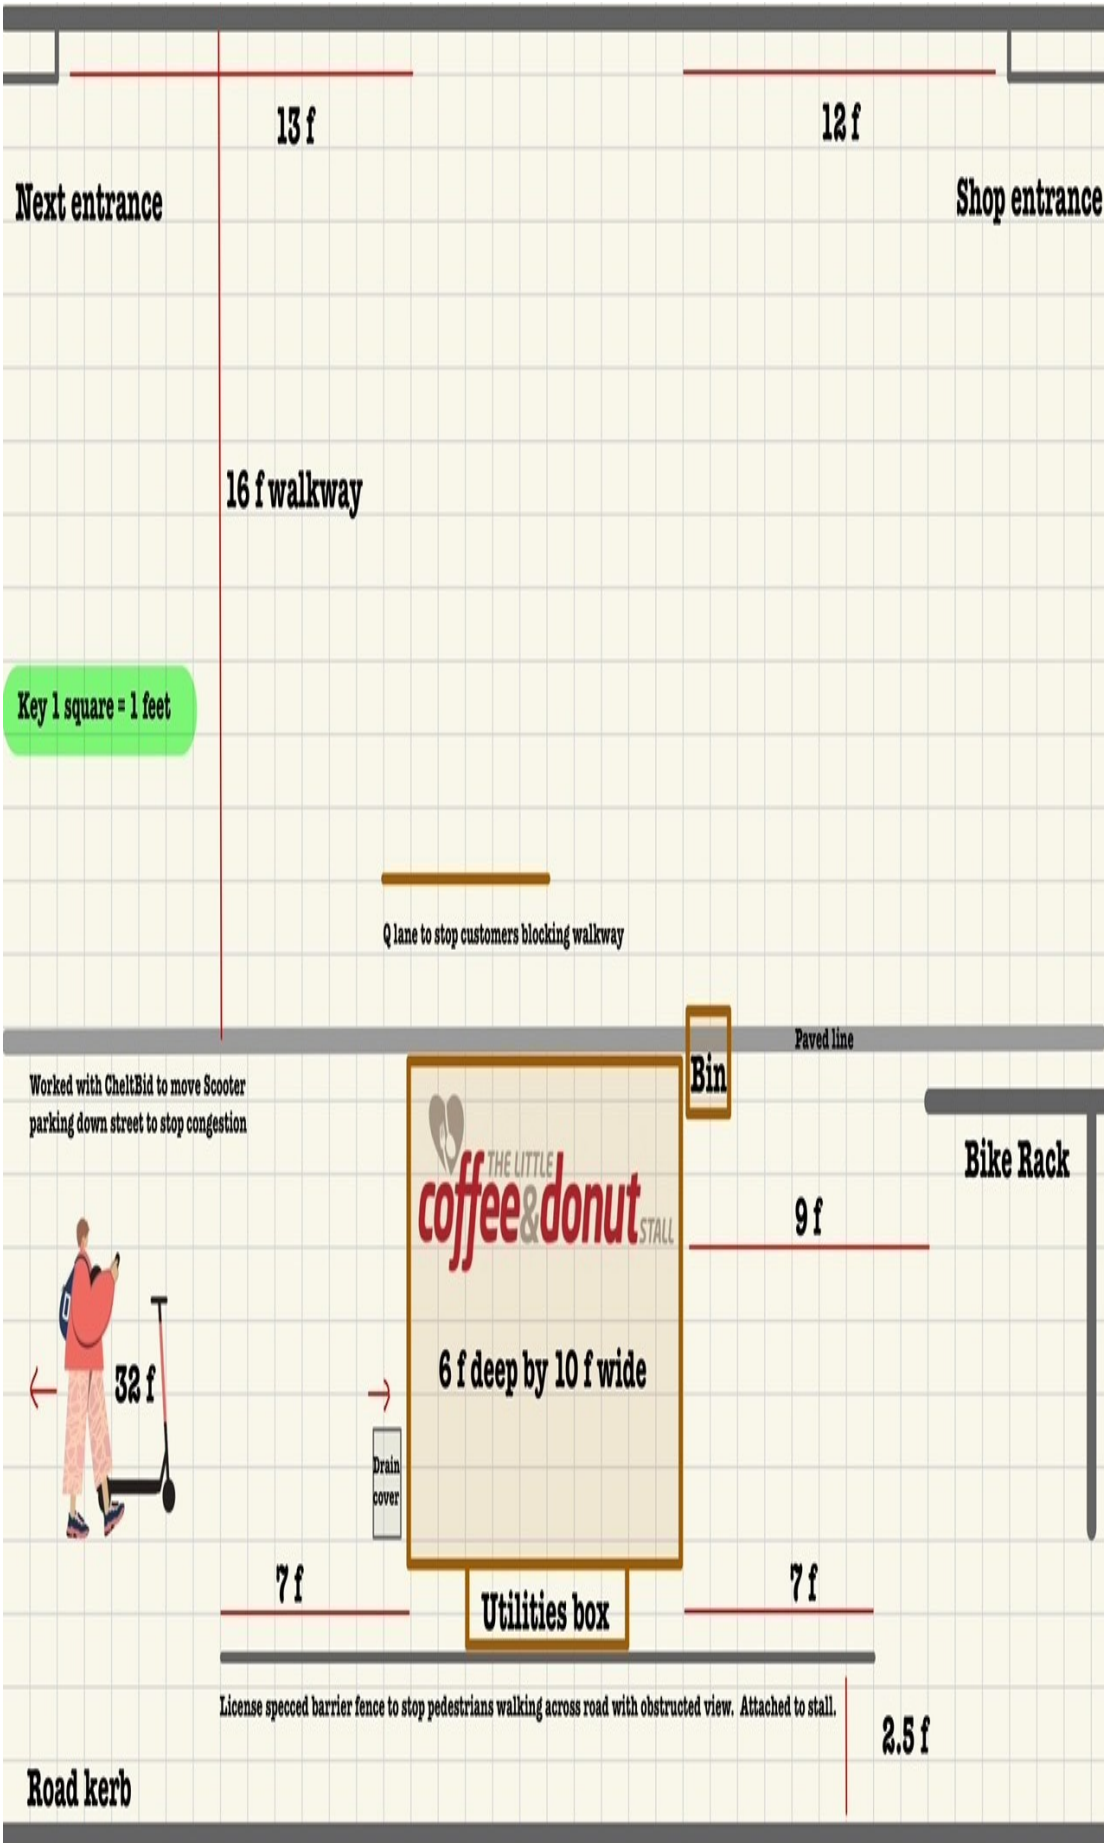 13 f
12 f
Next entrance
Shop entrance
16 f walkway
Key 1 square = 1 feet
Q lane to stop customers blocking walkway
Paved line
Bin
Worked with CheltBid to move Scooter
parking down street to stop congestion
THE LITTLE
coffee&donut
STALL
Bike Rack
9 f
6 f deep by 10 f wide
32 f
Drain
cover
7 f
7 f
Utilities box
License specced barrier fence to stop pedestrians walking across road with obstructed view. Attached to stall.
2.5 f
Road kerb